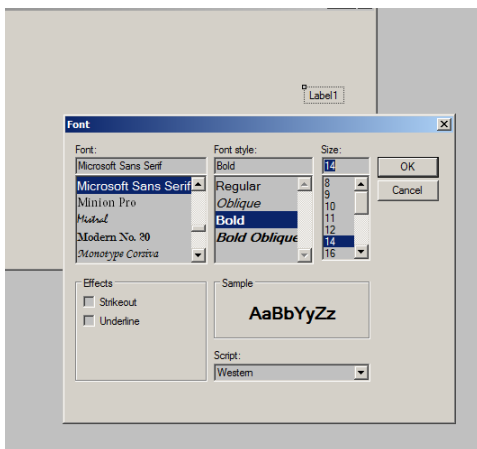 Label1
Font
Font:
Font style:
Size:
Microsoft Sans Serif
Bold
14
OK
Microsoft Sans Serif
Regular
8
Cancel
Minion Pro
Oblique
9
Mistral
Bold
10
Modern No. 20
Bold Oblique
11
Monotype Corsiva
12
14
16
Effects
Sample
Strikeout
AaBbYyZz
Underline
Script:
Western